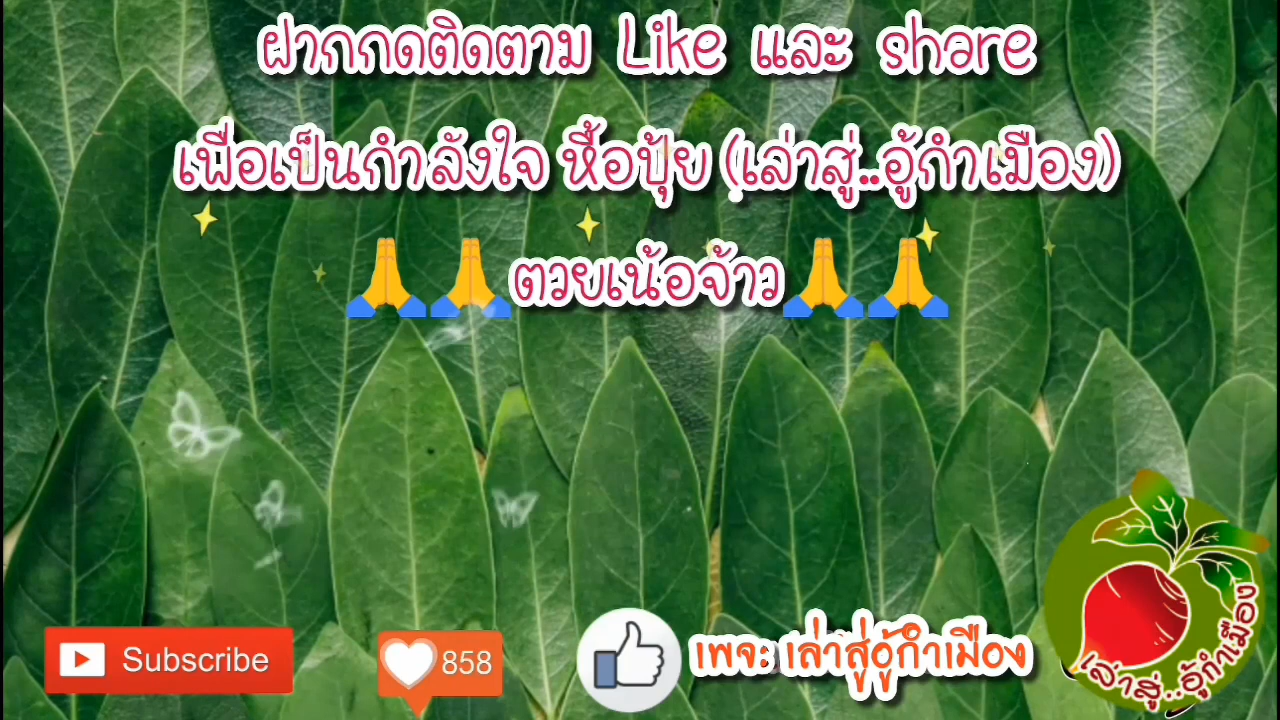 ฝากกดติดตาม Like และ share
เพื่อเป็นกำลังใจ หื้อปุ้ย (เล่าสู่..อู้กำเมือง)
🙏🙏ตวยเน้อจ้าว🙏🙏
Subscribe
858
เพจ: เล่าสู่อู้กำเมือง
เล่าสู่..อู้กำเมือง